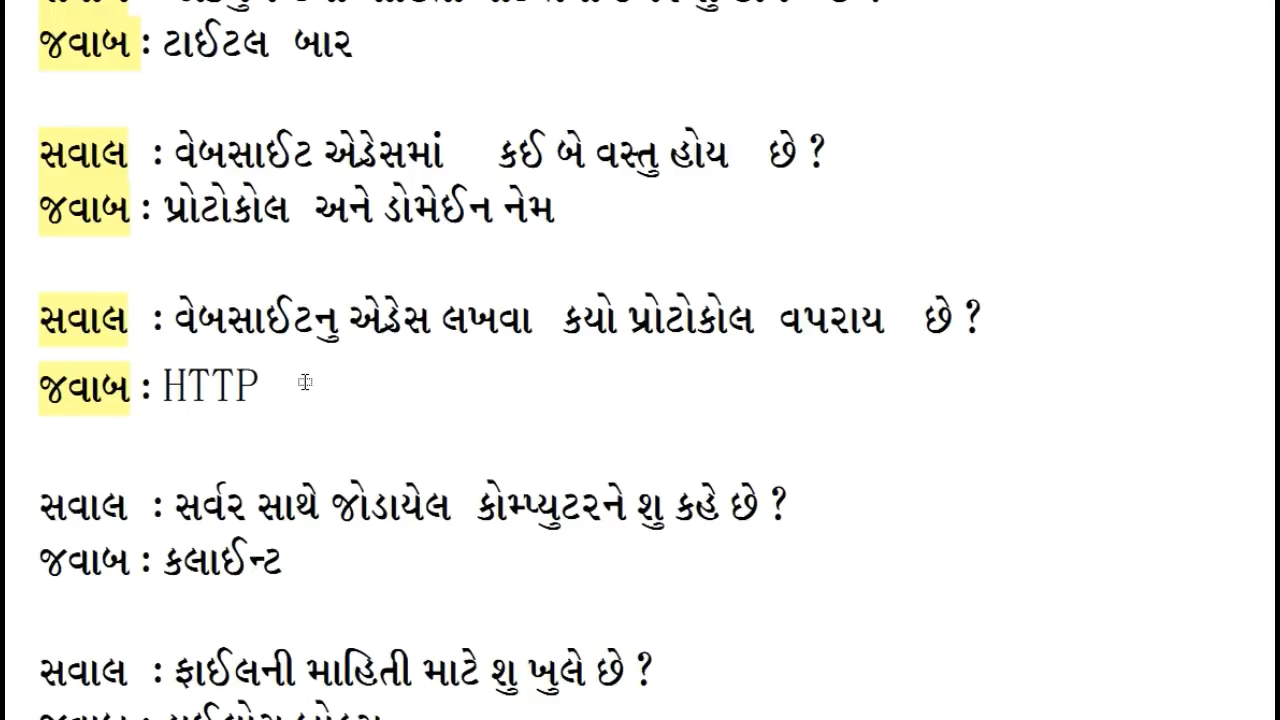 જવાબ : ટાઈટલ બાર
સવાલ : વેબસાઈટ એડ્રેસમાં કઈ બે વસ્તુ હોય છે ?
જવાબ : પ્રોટોકોલ અને ડોમેઈન નેમ
સવાલ : વેબસાઈટનુ એડ્રેસ લખવા કયો પ્રોટોકોલ વપરાય છે ?
જવાબ : HTTP
સવાલ : સર્વર સાથે જોડાયેલ કોમ્પ્યુટરને શુ કહે છે ?
જવાબ : કલાઈન્ટ
સવાલ : ફાઈલની માહિતી માટે શુ ખુલે છે ?